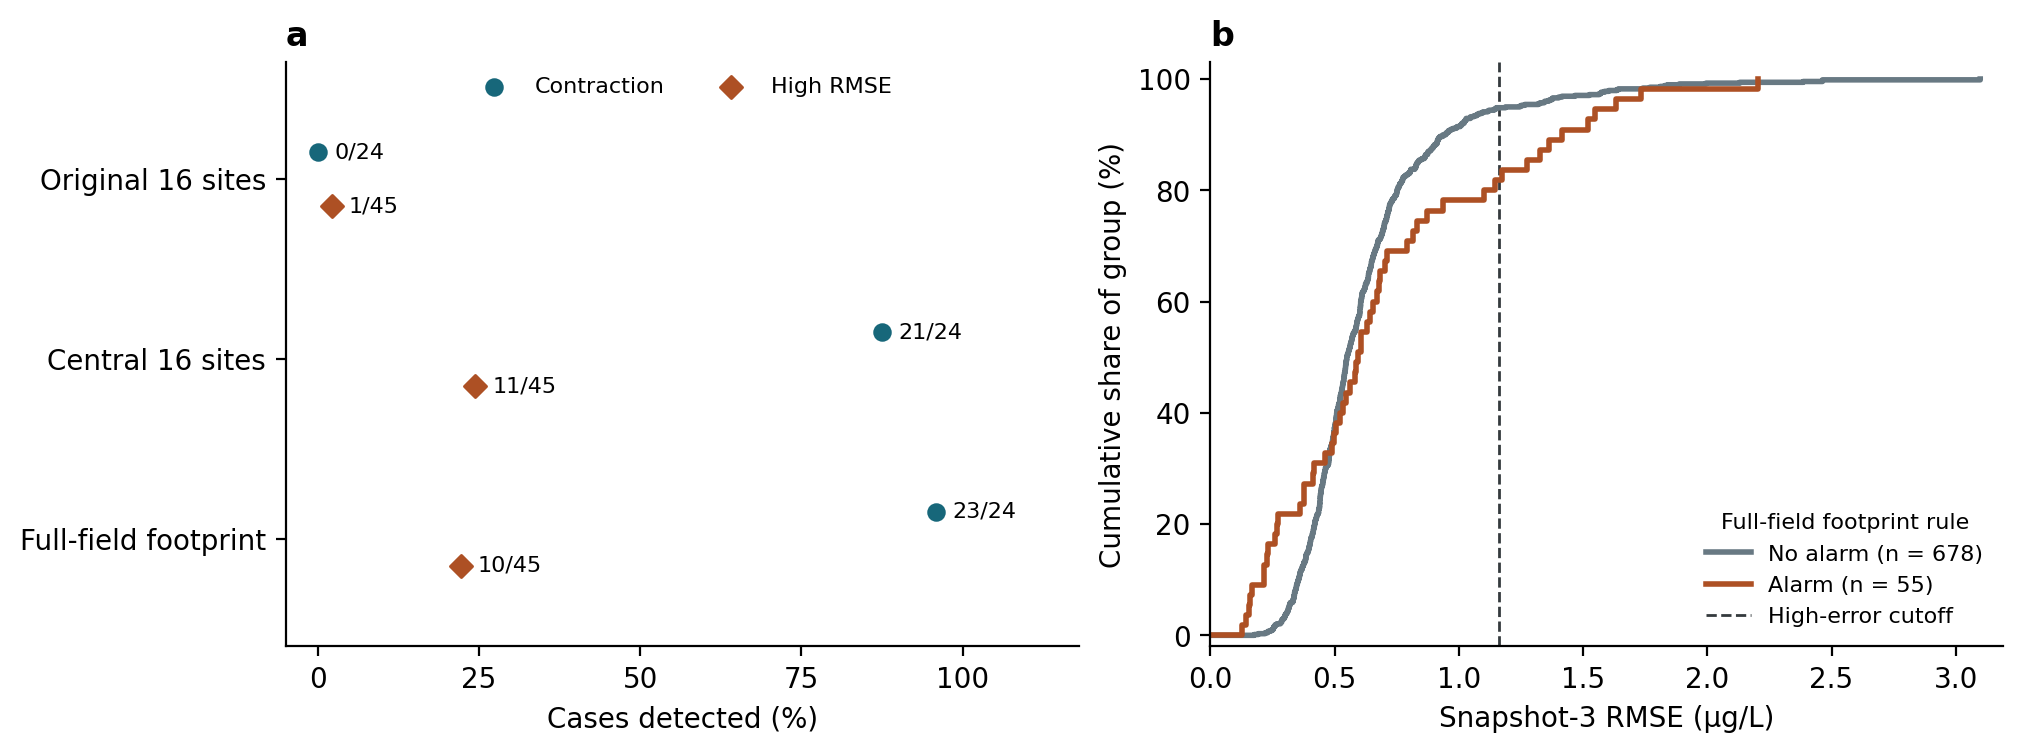 a
Contraction
High RMSE
Original 16 sites
0/24
1/45
Central 16 sites
21/24
11/45
Full-field footprint
23/24
10/45
0
25
50
75
100
Cases detected (%)
b
Cumulative share of group (%)
100
80
60
40
20
0
Full-field footprint rule
No alarm (n = 678)
Alarm (n = 55)
High-error cutoff
0.0
0.5
1.0
1.5
2.0
2.5
3.0
Snapshot-3 RMSE (µg/L)